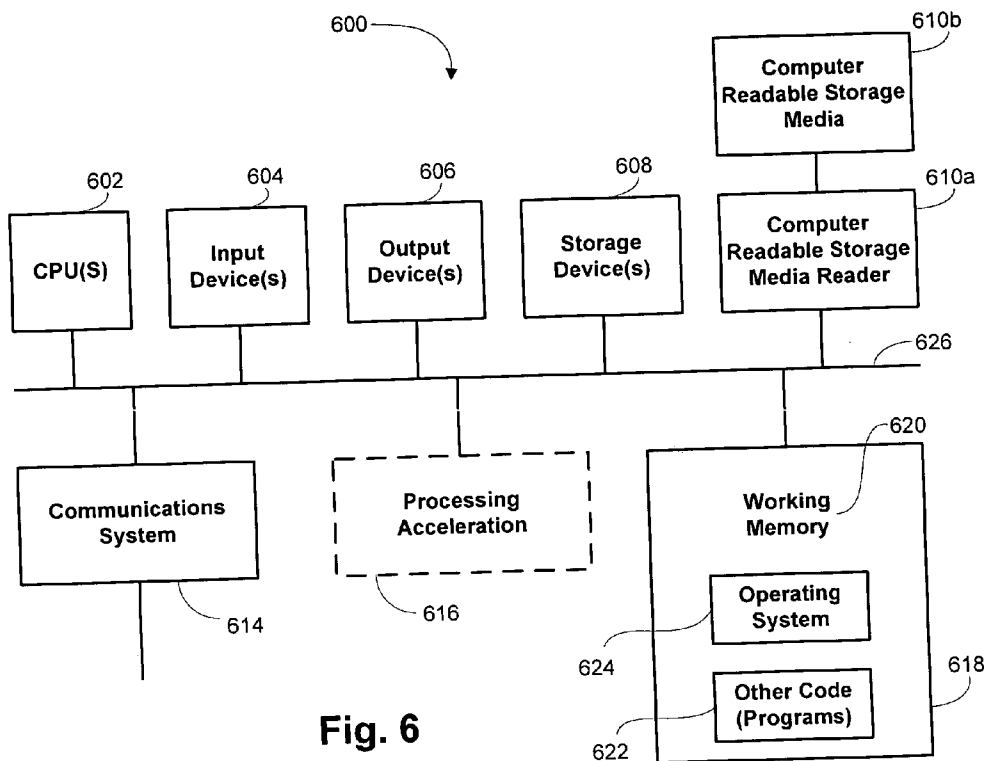 600
610b
Computer
Readable Storage
Media
602
604
606
608
610a
CPU(S)
Input
Device(s)
Output
Device(s)
Storage
Device(s)
Computer
Readable Storage
Media Reader
626
620
Communications
System
Processing
Acceleration
Working
Memory
614
616
Operating
System
624
618
Other Code
(Programs)
622
Fig. 6